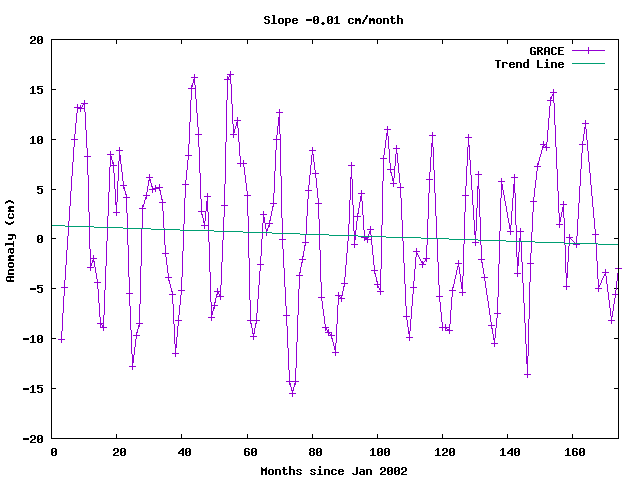 Slope -0.01 cm/month
GRACE
Trend Line
20
15
10
5
0
-5
-10
-15
-20
Anomaly (cm)
0 20 40 60 80 100 120 140 160
Months since Jan 2002